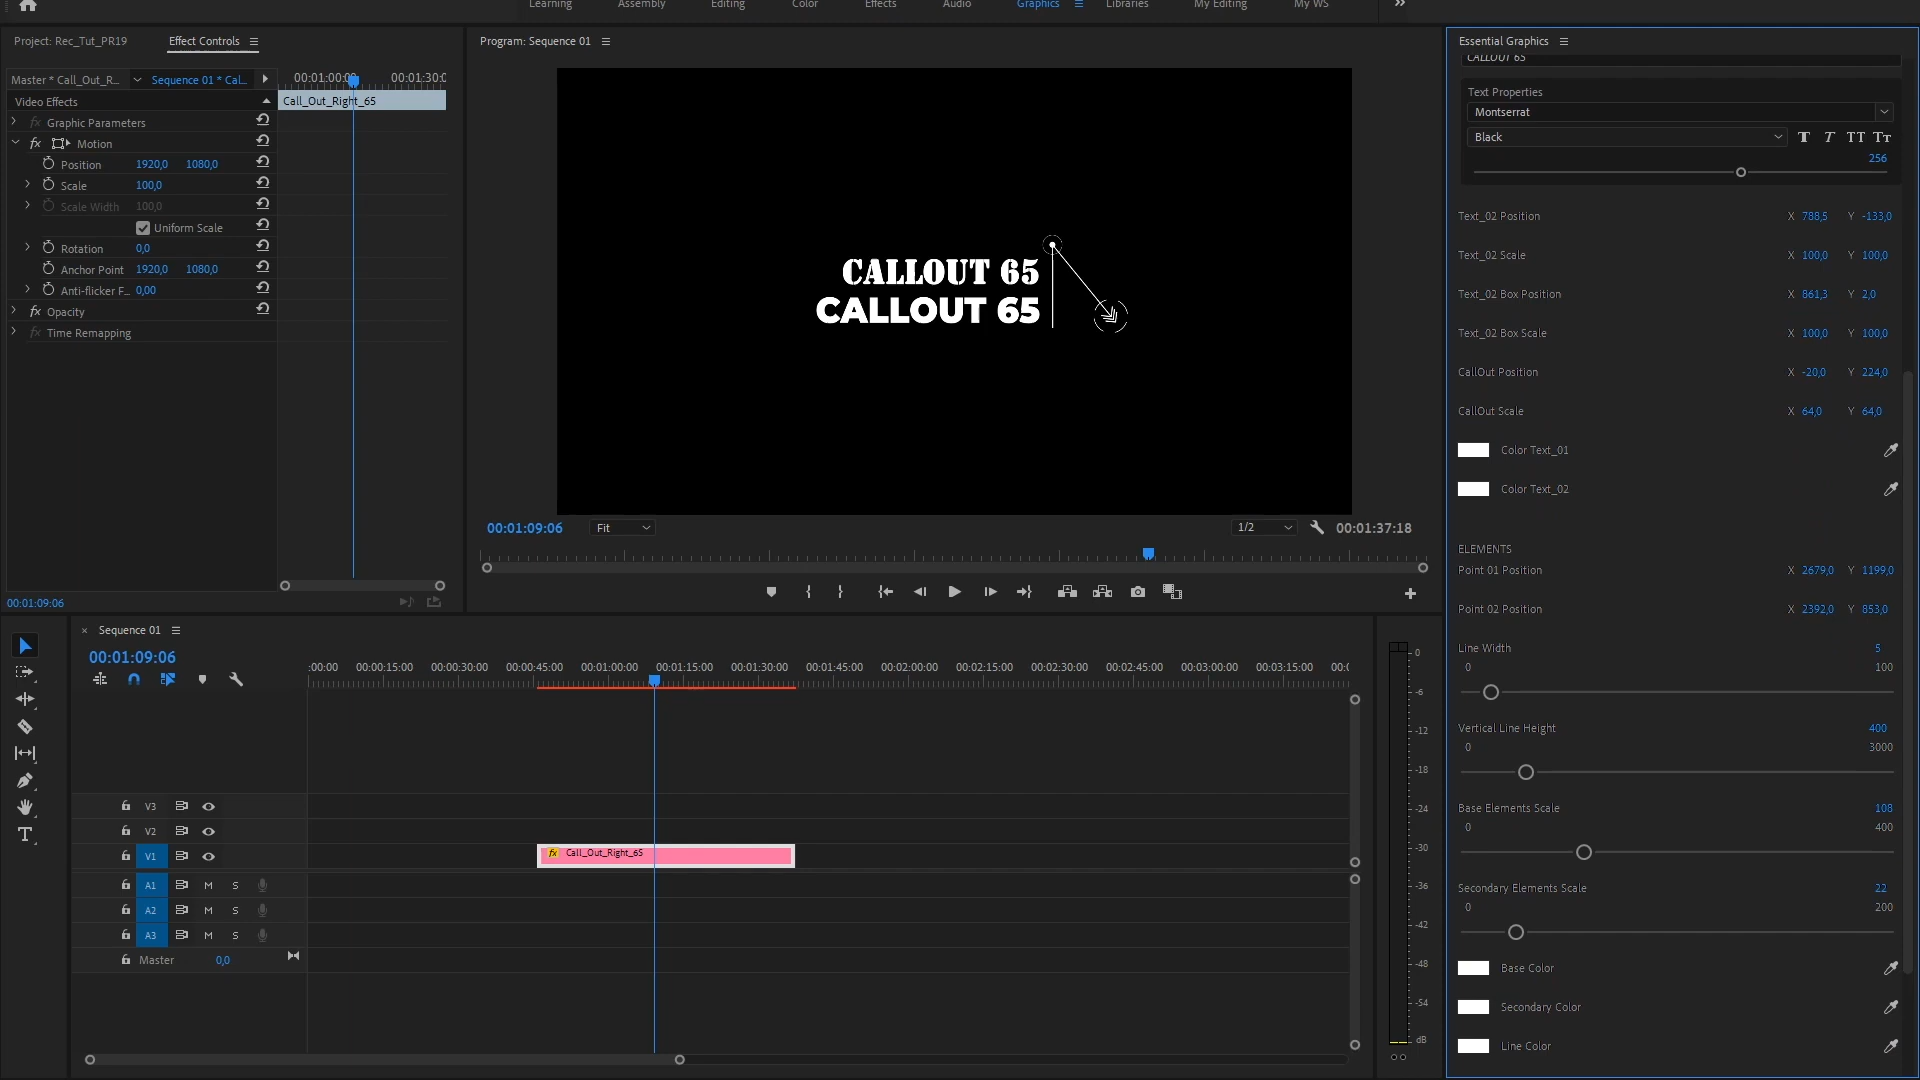 Learning Assembly Editing Color Effects Audio Graphics Libraries My Editing My WS
Project: Rec_Tut_PR19 Effect Controls
Master * Call_Out_R... Sequence 01 * Cal...
00:01:00:00 00:01:30:0
Video Effects
Call_Out_Right_65
fx Graphic Parameters
fx Motion
Position 1920,0 1080,0
Scale 100,0
Scale Width 100,0
Uniform Scale
Rotation 0,0
Anchor Point 1920,0 1080,0
Anti-flicker F... 0,00
fx Opacity
fx Time Remapping
00:01:09:06
Program: Sequence 01
CALLOUT 65
CALLOUT 65
00:01:09:06 Fit 1/2 00:01:37:18
Essential Graphics
CALLOUT 65
Text Properties
Montserrat
Black T T TT Tт
256
Text_02 Position X 788,5 Y -133,0
Text_02 Scale X 100,0 Y 100,0
Text_02 Box Position X 861,3 Y 2,0
Text_02 Box Scale X 100,0 Y 100,0
CallOut Position X -20,0 Y 224,0
CallOut Scale X 64,0 Y 64,0
Color Text_01
Color Text_02
ELEMENTS
Point 01 Position X 2679,0 Y 1199,0
Point 02 Position X 2392,0 Y 853,0
Line Width 5
0 100
Vertical Line Height 400
0 3000
Base Elements Scale 108
0 400
Secondary Elements Scale 22
0 200
Base Color
Secondary Color
Line Color
Sequence 01
00:01:09:06
:00:00 00:00:15:00 00:00:30:00 00:00:45:00 00:01:00:00 00:01:15:00 00:01:30:00 00:01:45:00 00:02:00:00 00:02:15:00 00:02:30:00 00:02:45:00 00:03:00:00 00:03:15:00 00:0
V3
V2
V1 fx Call_Out_Right_65
A1 M S
A2 M S
A3 M S
Master 0,0
0
-6
-12
-18
-24
-30
-36
-42
-48
-54
dB